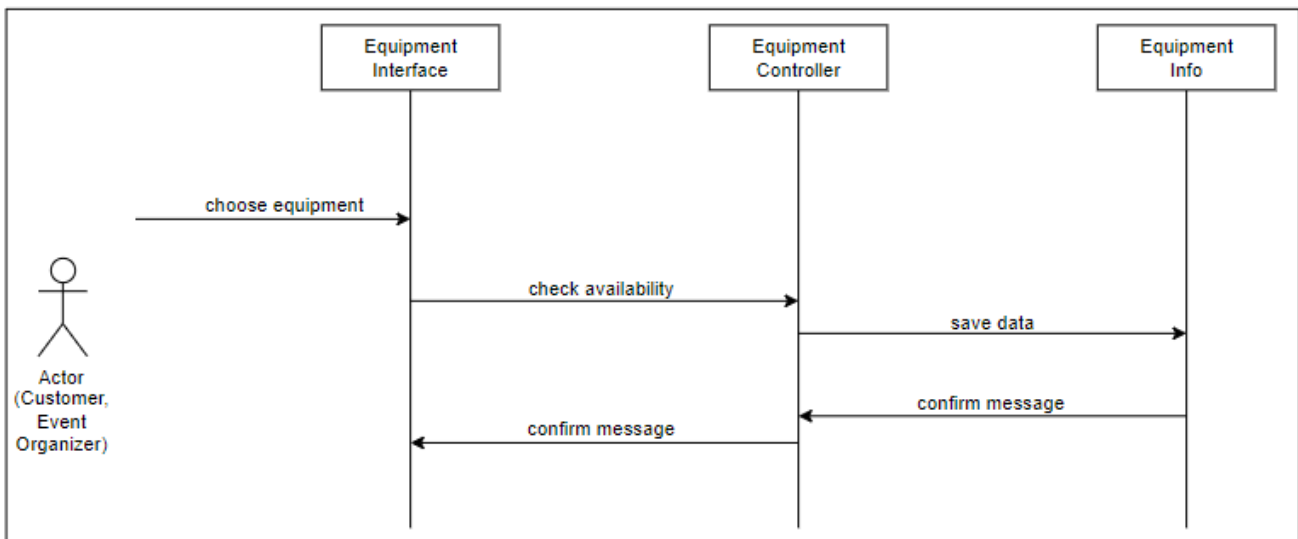 Equipment
Interface
Equipment
Controller
Equipment
Info
choose equipment
check availability
save data
confirm message
confirm message
Actor
(Customer,
Event
Organizer)